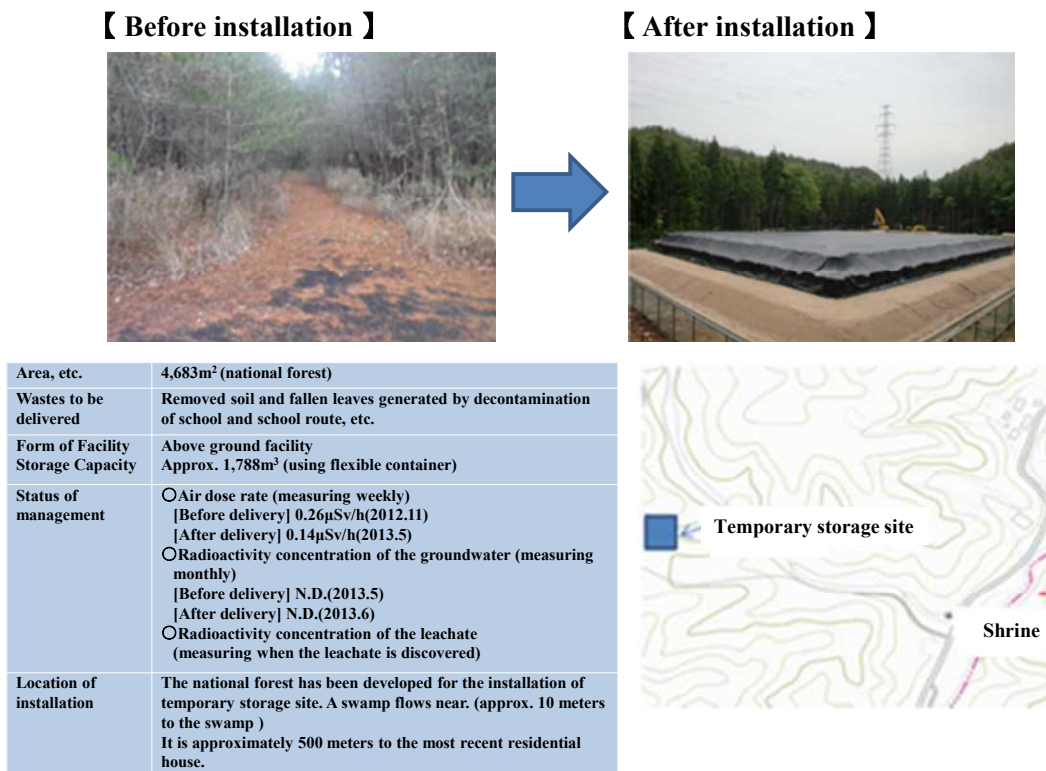 【 Before installation 】
【 After installation 】
Area, etc.
4,683m² (national forest)
Wastes to be
delivered
Removed soil and fallen leaves generated by decontamination
of school and school route, etc.
Form of Facility
Storage Capacity
Above ground facility
Approx. 1,788m³ (using flexible container)
Status of
management
○Air dose rate (measuring weekly)
[Before delivery] 0.26μSv/h(2012.11)
[After delivery] 0.14μSv/h(2013.5)
○Radioactivity concentration of the groundwater (measuring
monthly)
[Before delivery] N.D.(2013.5)
[After delivery] N.D.(2013.6)
○Radioactivity concentration of the leachate
(measuring when the leachate is discovered)
Location of
installation
The national forest has been developed for the installation of
temporary storage site. A swamp flows near. (approx. 10 meters
to the swamp )
It is approximately 500 meters to the most recent residential
house.
Temporary storage site
Shrine